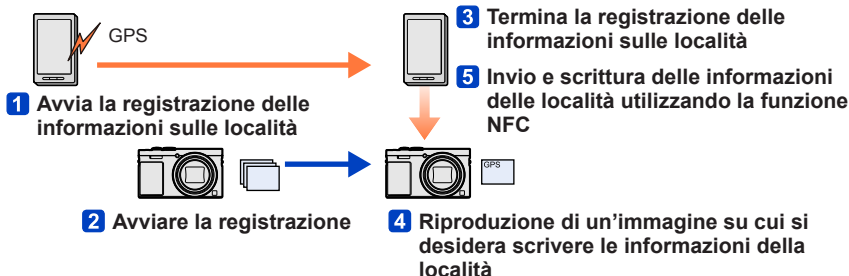 GPS
1 Avvia la registrazione delle
informazioni sulle località
2 Avviare la registrazione
3 Termina la registrazione delle
informazioni sulle località
5 Invio e scrittura delle informazioni
delle località utilizzando la funzione
NFC
GPS
4 Riproduzione di un'immagine su cui si
desidera scrivere le informazioni della
località